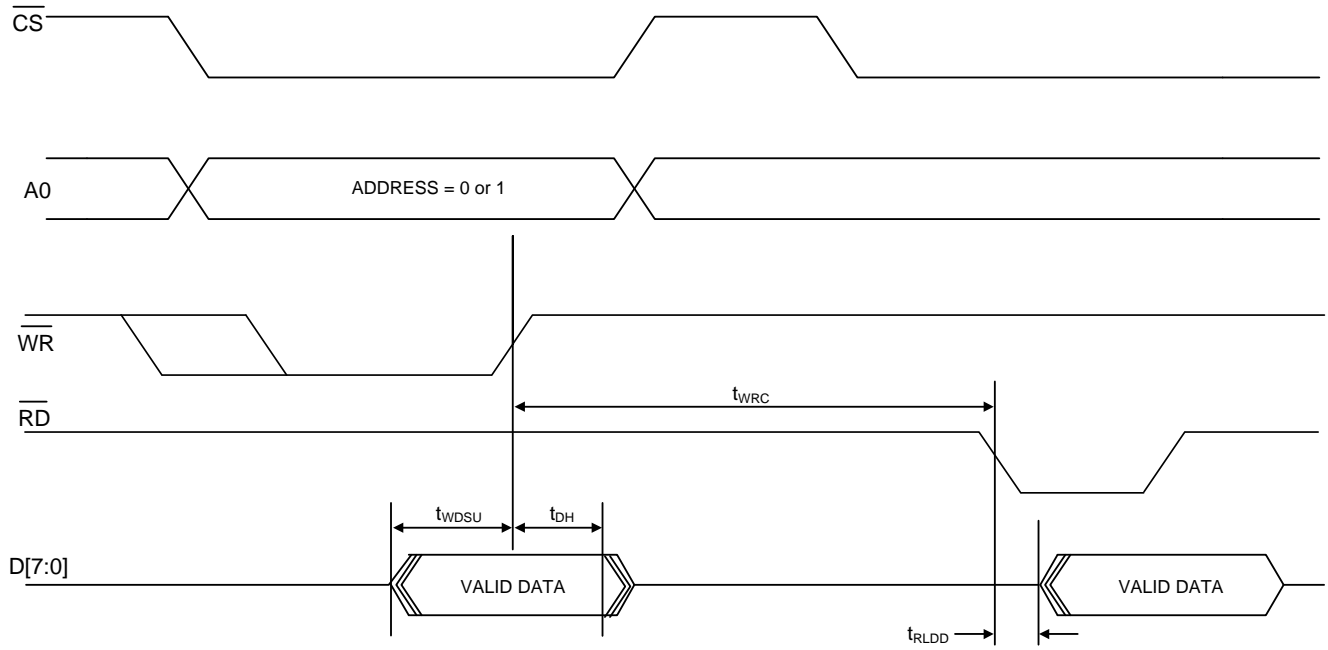 CS
A0
ADDRESS = 0 or 1
WR
tWRC
RD
tWDSU
tDH
D[7:0]
VALID DATA
VALID DATA
tRLDD